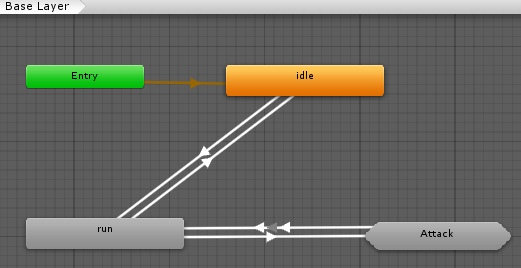 Base Layer
Entry
idle
run
Attack